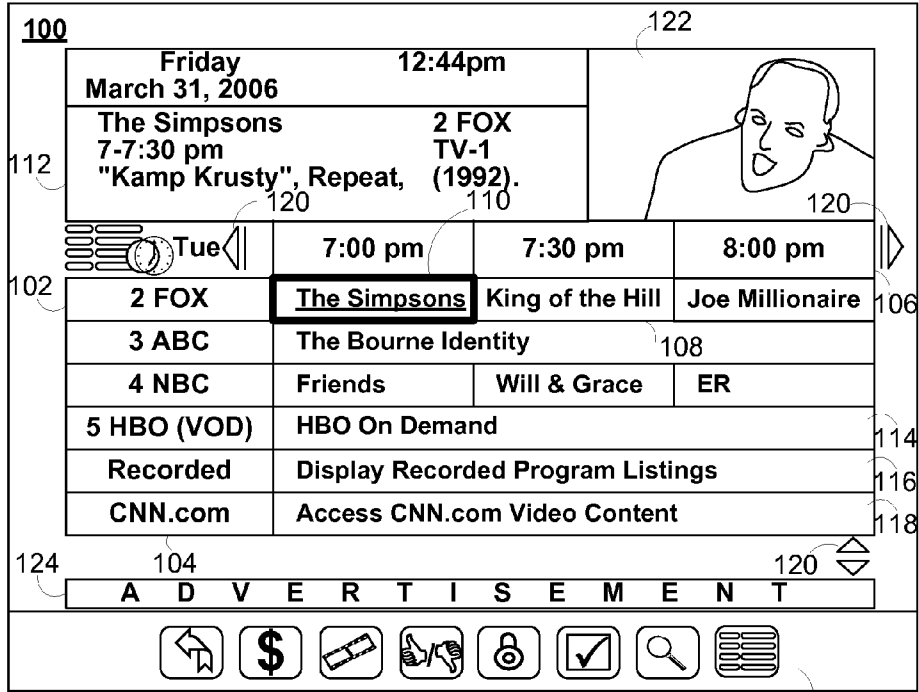 100
122
Friday 12:44pm
March 31, 2006
The Simpsons 2 FOX
7-7:30 pm TV-1
"Kamp Krusty", Repeat, (1992).
112
120 110 120
Tue 7:00 pm 7:30 pm 8:00 pm
102 2 FOX The Simpsons King of the Hill Joe Millionaire 106
3 ABC The Bourne Identity 108
4 NBC Friends Will & Grace ER
5 HBO (VOD) HBO On Demand 114
Recorded Display Recorded Program Listings 116
CNN.com Access CNN.com Video Content 118
124 104 120
A D V E R T I S E M E N T
$